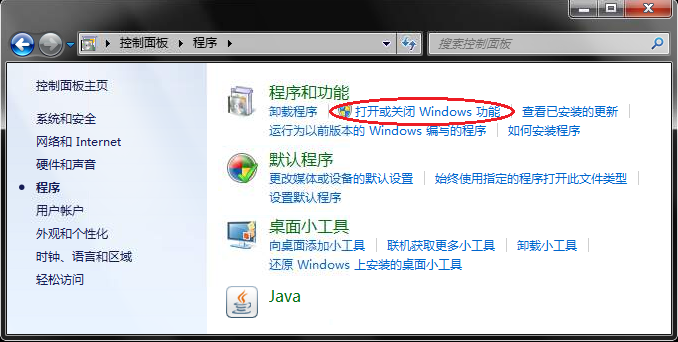 控制面板 程序
搜索控制面板
控制面板主页
系统和安全
网络和 Internet
硬件和声音
程序
用户帐户
外观和个性化
时钟、语言和区域
轻松访问
程序和功能
卸载程序 打开或关闭 Windows 功能 查看已安装的更新
运行为以前版本的 Windows 编写的程序 如何安装程序
默认程序
更改媒体或设备的默认设置 始终使用指定的程序打开此文件类型
设置默认程序
桌面小工具
向桌面添加小工具 联机获取更多小工具 卸载小工具
还原 Windows 上安装的桌面小工具
Java